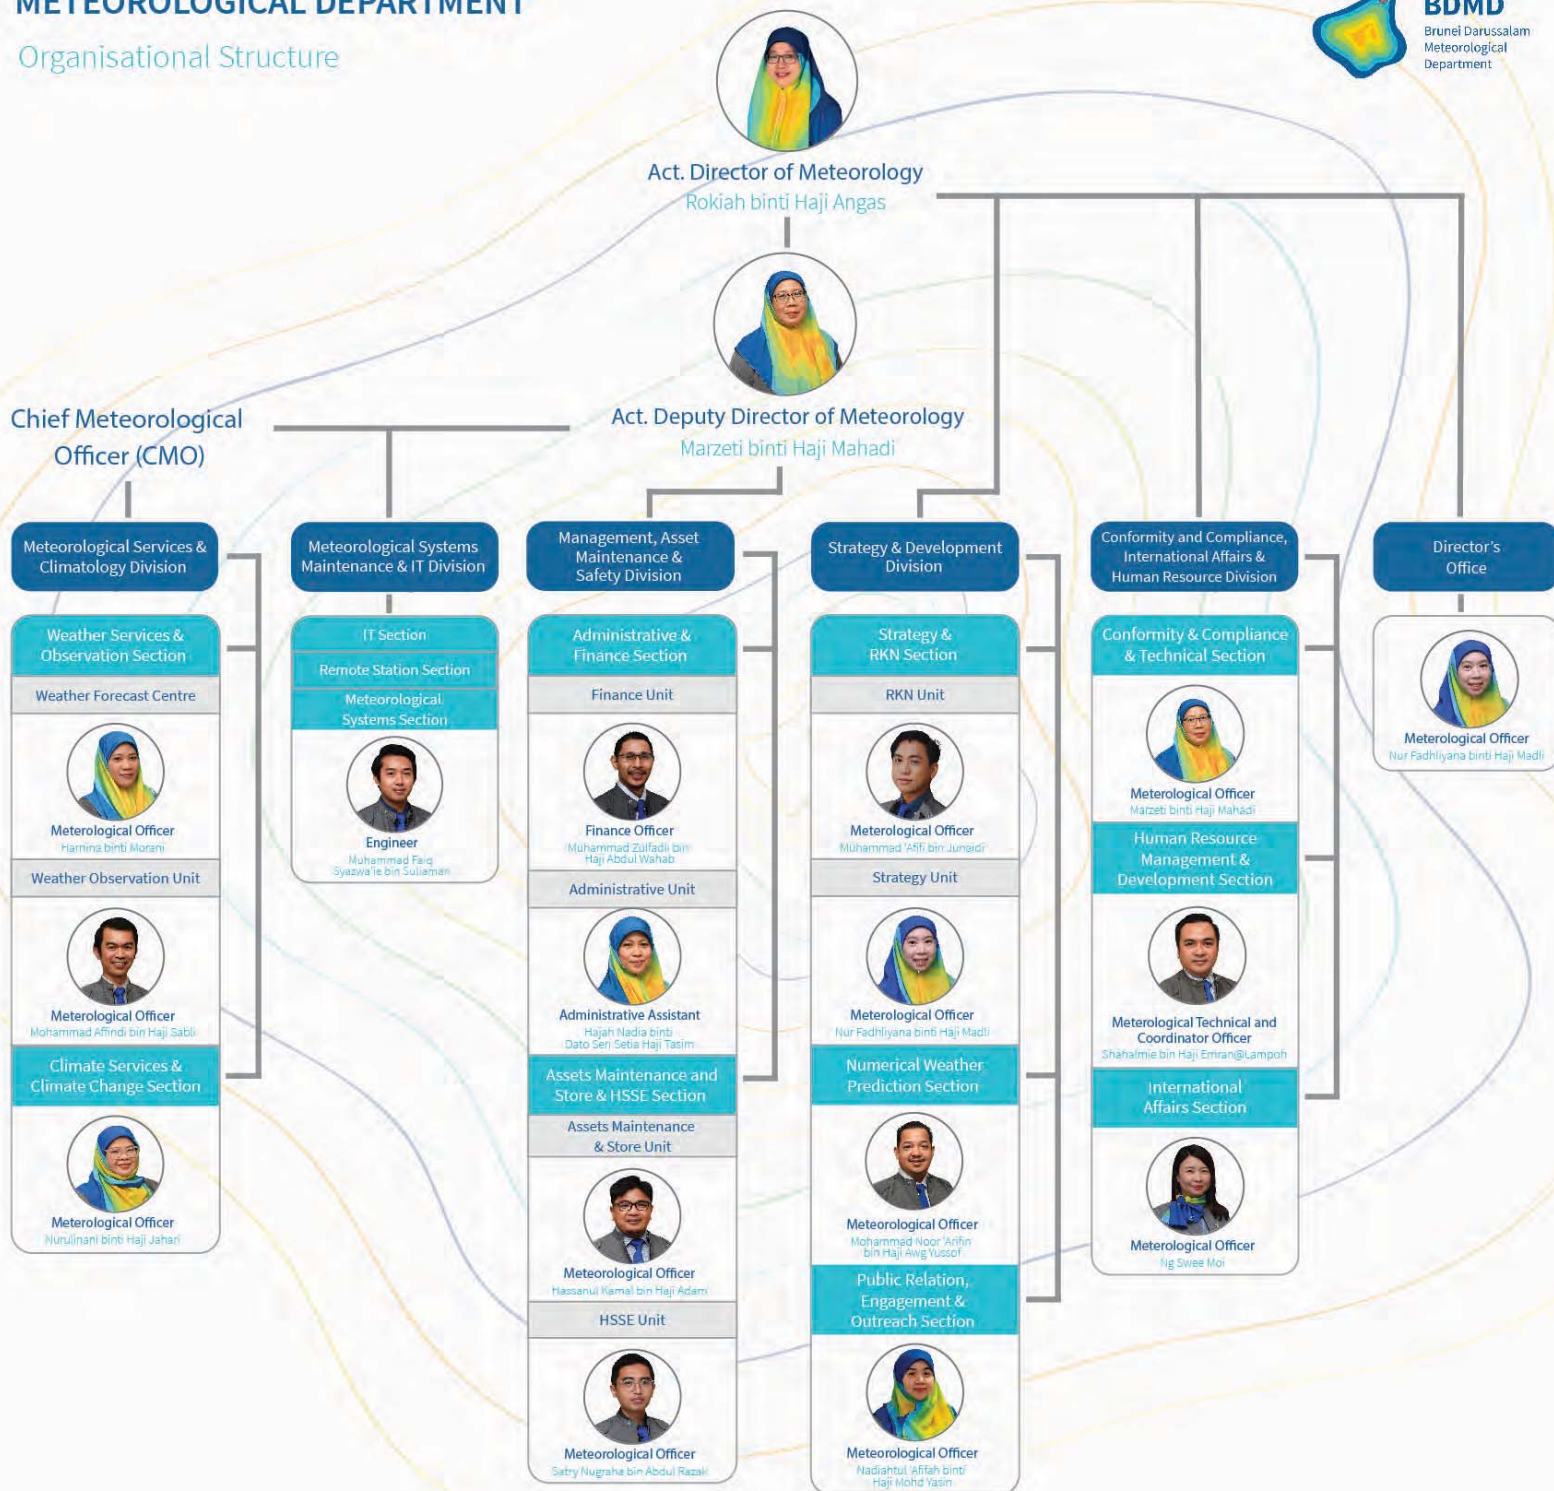 METEOROLOGICAL DEPARTMENT
Organisational Structure
BDMD
Brunei Darussalam
Meteorological
Department
Act. Director of Meteorology
Rokiah binti Haji Angas
Act. Deputy Director of Meteorology
Marzeti binti Haji Mahadi
Chief Meteorological
Officer (CMO)
Meteorological Services &
Climatology Division
Weather Services &
Observation Section
Weather Forecast Centre
Meterological Officer
Harnina binti Morani
Weather Observation Unit
Meterological Officer
Mohammad Affindi bin Haji Sabli
Climate Services &
Climate Change Section
Meterological Officer
Nurulinani binti Haji Jahari
Meteorological Systems
Maintenance & IT Division
IT Section
Remote Station Section
Meteorological
Systems Section
Engineer
Muhammad Faiq
Syazwa'ie bin Suliaman
Management, Asset
Maintenance &
Safety Division
Administrative &
Finance Section
Finance Unit
Finance Officer
Muhammad Zulfadli bin
Haji Abdul Wahab
Administrative Unit
Administrative Assistant
Hajah Nadia binti
Dato Seri Setia Haji Tasim
Assets Maintenance and
Store & HSSE Section
Assets Maintenance
& Store Unit
Meteorological Officer
Hassanul Kamal bin Haji Adam
HSSE Unit
Meteorological Officer
Satry Nugraha bin Abdul Razak
Strategy & Development
Division
Strategy &
RKN Section
RKN Unit
Meterological Officer
Muhammad 'Afifi bin Junaidi
Strategy Unit
Meterological Officer
Nur Fadhliyana binti Haji Madli
Numerical Weather
Prediction Section
Meteorological Officer
Mohammad Noor 'Arifin
bin Haji Awg Yussof
Public Relation,
Engagement &
Outreach Section
Meteorological Officer
Nadiahtul 'Afifah binti
Haji Mohd Yasin
Conformity and Compliance,
International Affairs &
Human Resource Division
Conformity & Compliance
& Technical Section
Meterological Officer
Marzeti binti Haji Mahadi
Human Resource
Management &
Development Section
Meterological Technical and
Coordinator Officer
Shahalmie bin Haji Emran@Lampoh
International
Affairs Section
Meterological Officer
Ng Swee Moi
Director's
Office
Meterological Officer
Nur Fadhliyana binti Haji Madli